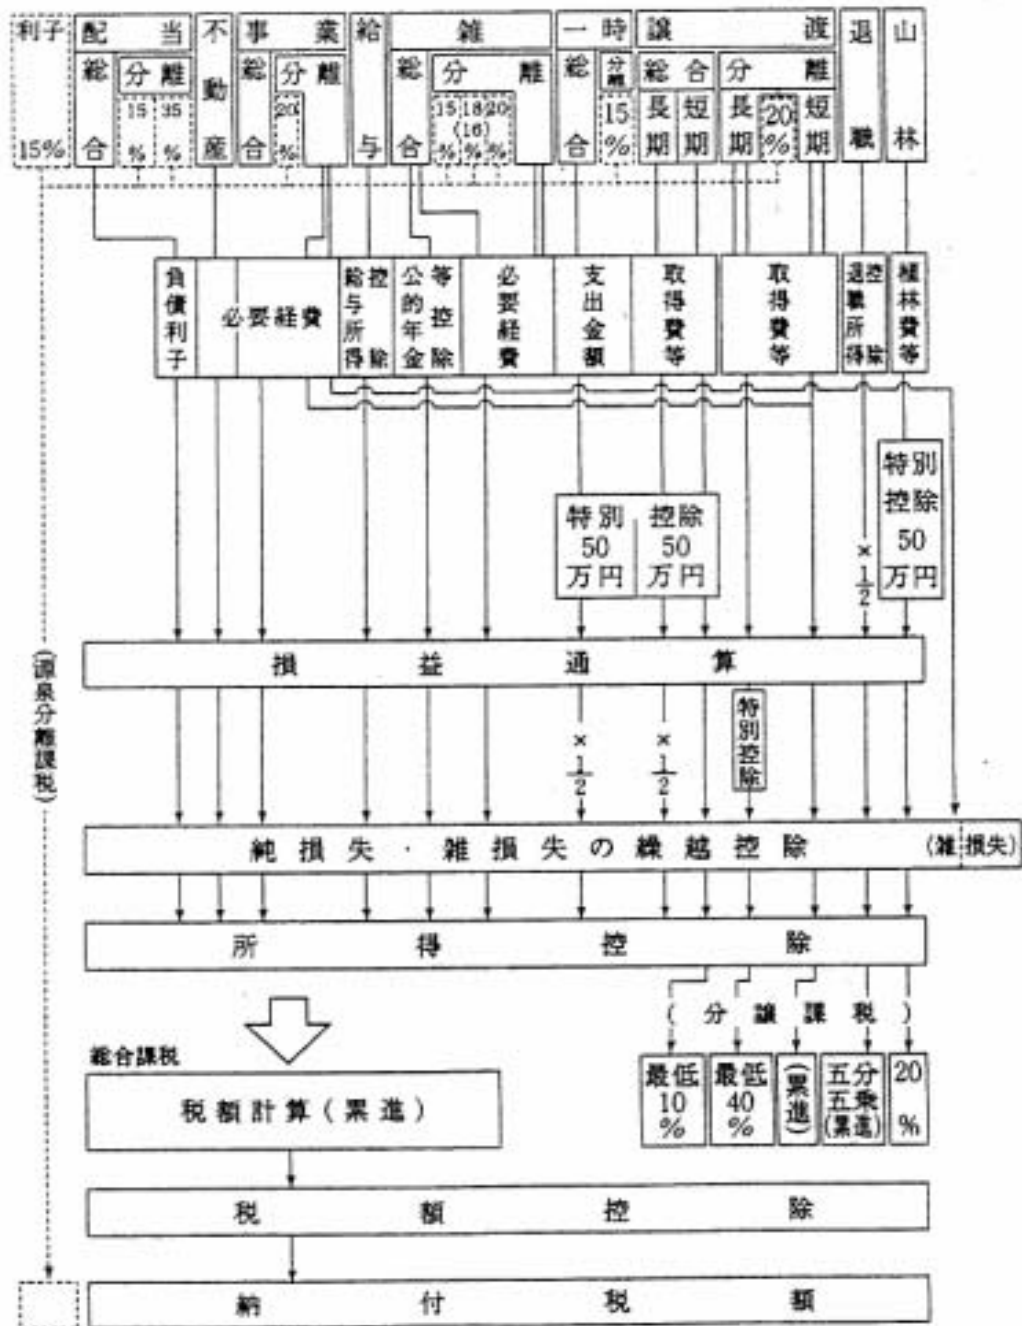 利子 配当 不動産 事業 給与 雑 一時 譲渡 退職 山林
総合 分離 総合 分離 総合 分離 総合 分離 総合 分離
15% 15% 35% 20% 15% 18% 20% (16) 15% 長期 短期 長期 20% 短期
負債利子 必要経費 給与所得控除 公的年金等控除 必要経費 支出金額 取得費等 取得費等 退職所得控除 植林費等
特別控除50万円
特別 控除
50 50
万円 万円
×1/2
損益通算
(源泉分離課税)
×1/2 ×1/2 特別控除
純損失・雑損失の繰越控除 (雑損失)
所得控除
(分譲課税)
総合課税
最低10% 最低40% (累進) 五分五乗(累進) 20%
税額計算(累進)
税額控除
納付税額